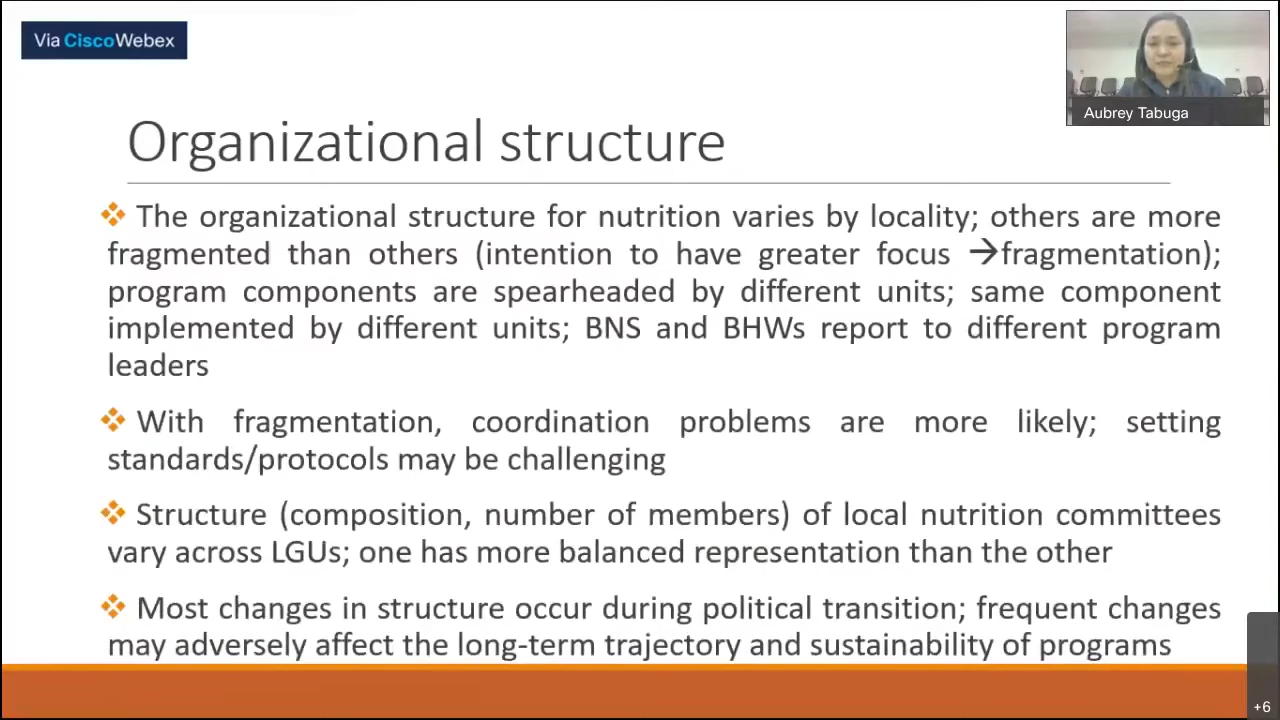 Via CiscoWebex
Aubrey Tabuga
Organizational structure
The organizational structure for nutrition varies by locality; others are more
fragmented than others (intention to have greater focus →fragmentation);
program components are spearheaded by different units; same component
implemented by different units; BNS and BHWs report to different program
leaders
With fragmentation, coordination problems are more likely; setting
standards/protocols may be challenging
Structure (composition, number of members) of local nutrition committees
vary across LGUs; one has more balanced representation than the other
Most changes in structure occur during political transition; frequent changes
may adversely affect the long-term trajectory and sustainability of programs
+6